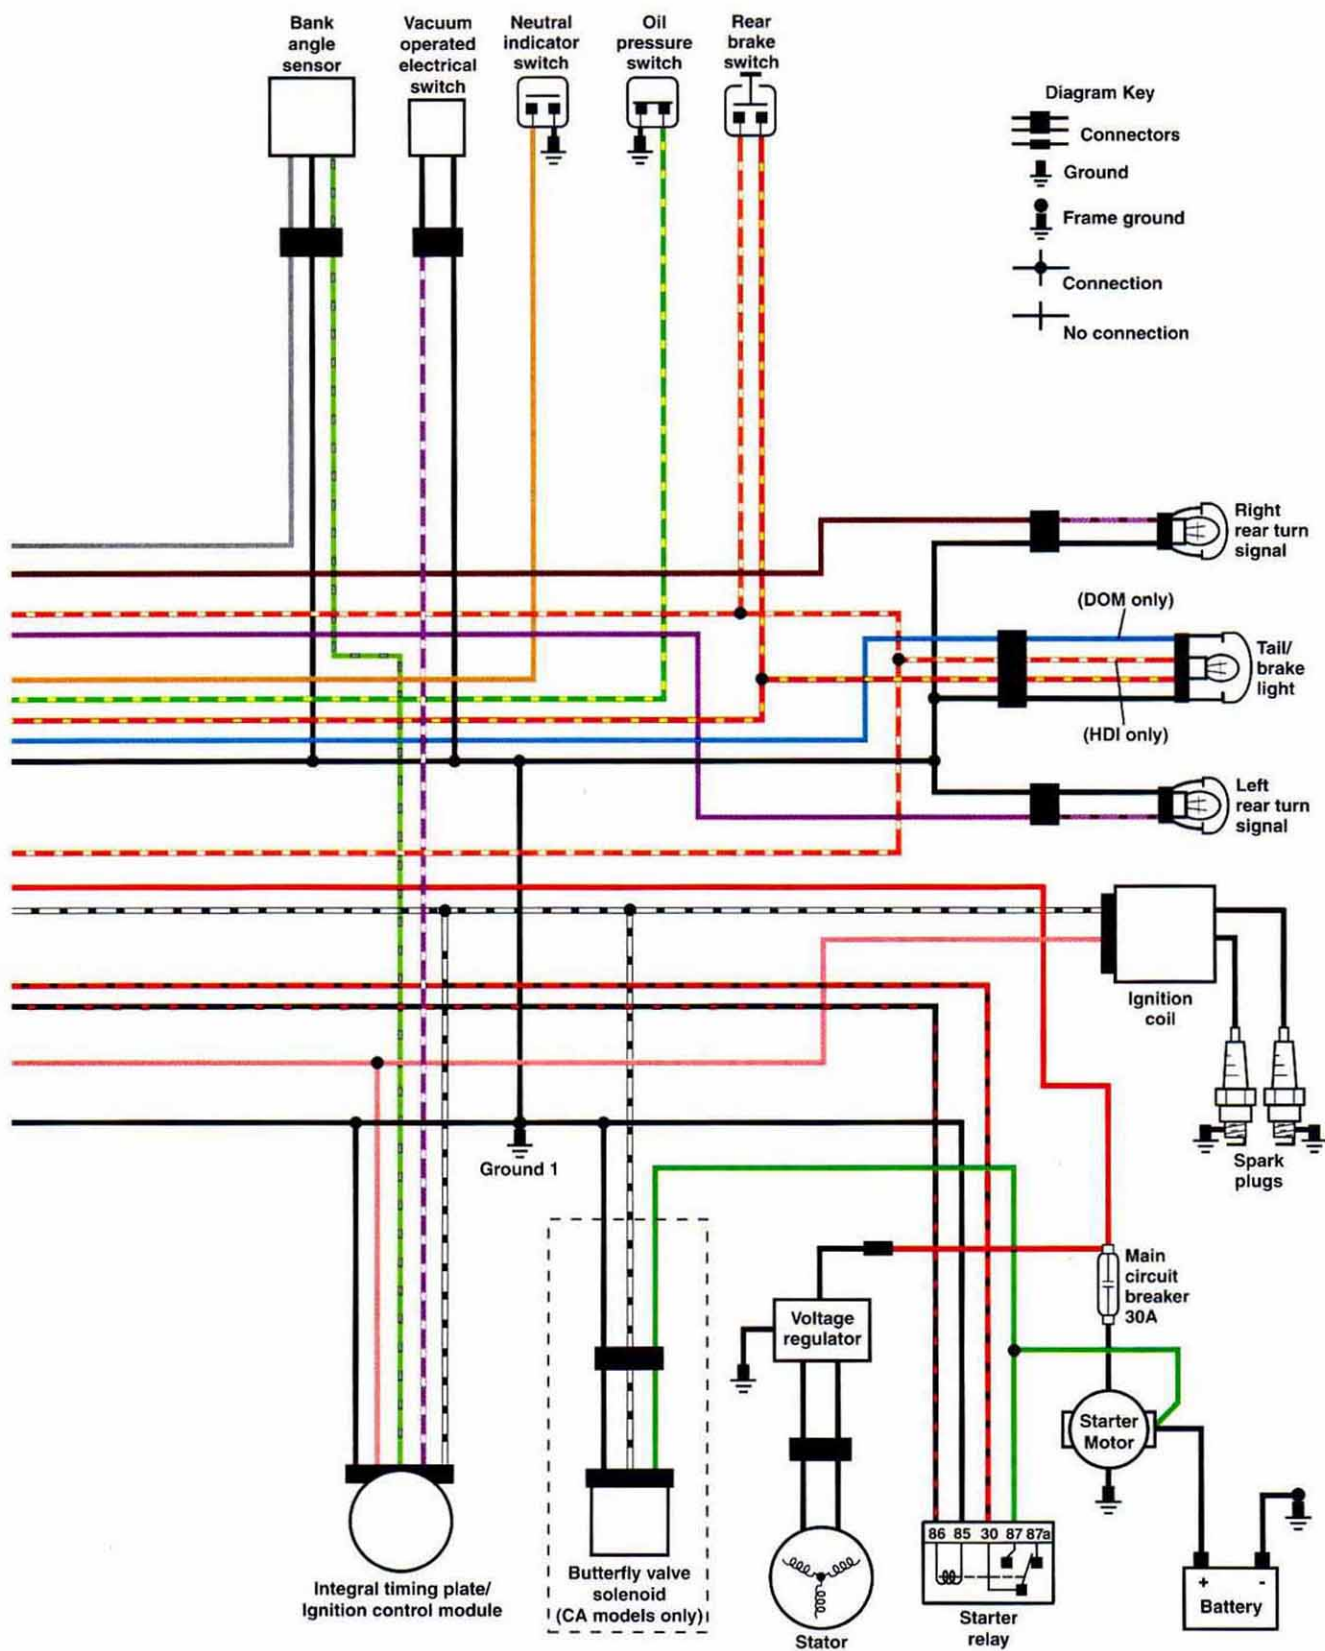 Bank
angle
sensor
Vacuum
operated
electrical
switch
Neutral
indicator
switch
Oil
pressure
switch
Rear
brake
switch
Diagram Key
Connectors
Ground
Frame ground
Connection
No connection
Right
rear turn
signal
(DOM only)
Tail/
brake
light
(HDI only)
Left
rear turn
signal
Ignition
coil
Spark
plugs
Ground 1
Main
circuit
breaker
30A
Voltage
regulator
Starter
Motor
86 85 30 87 87a
+ -
Battery
Integral timing plate/
Ignition control module
Butterfly valve
solenoid
(CA models only)
Stator
Starter
relay